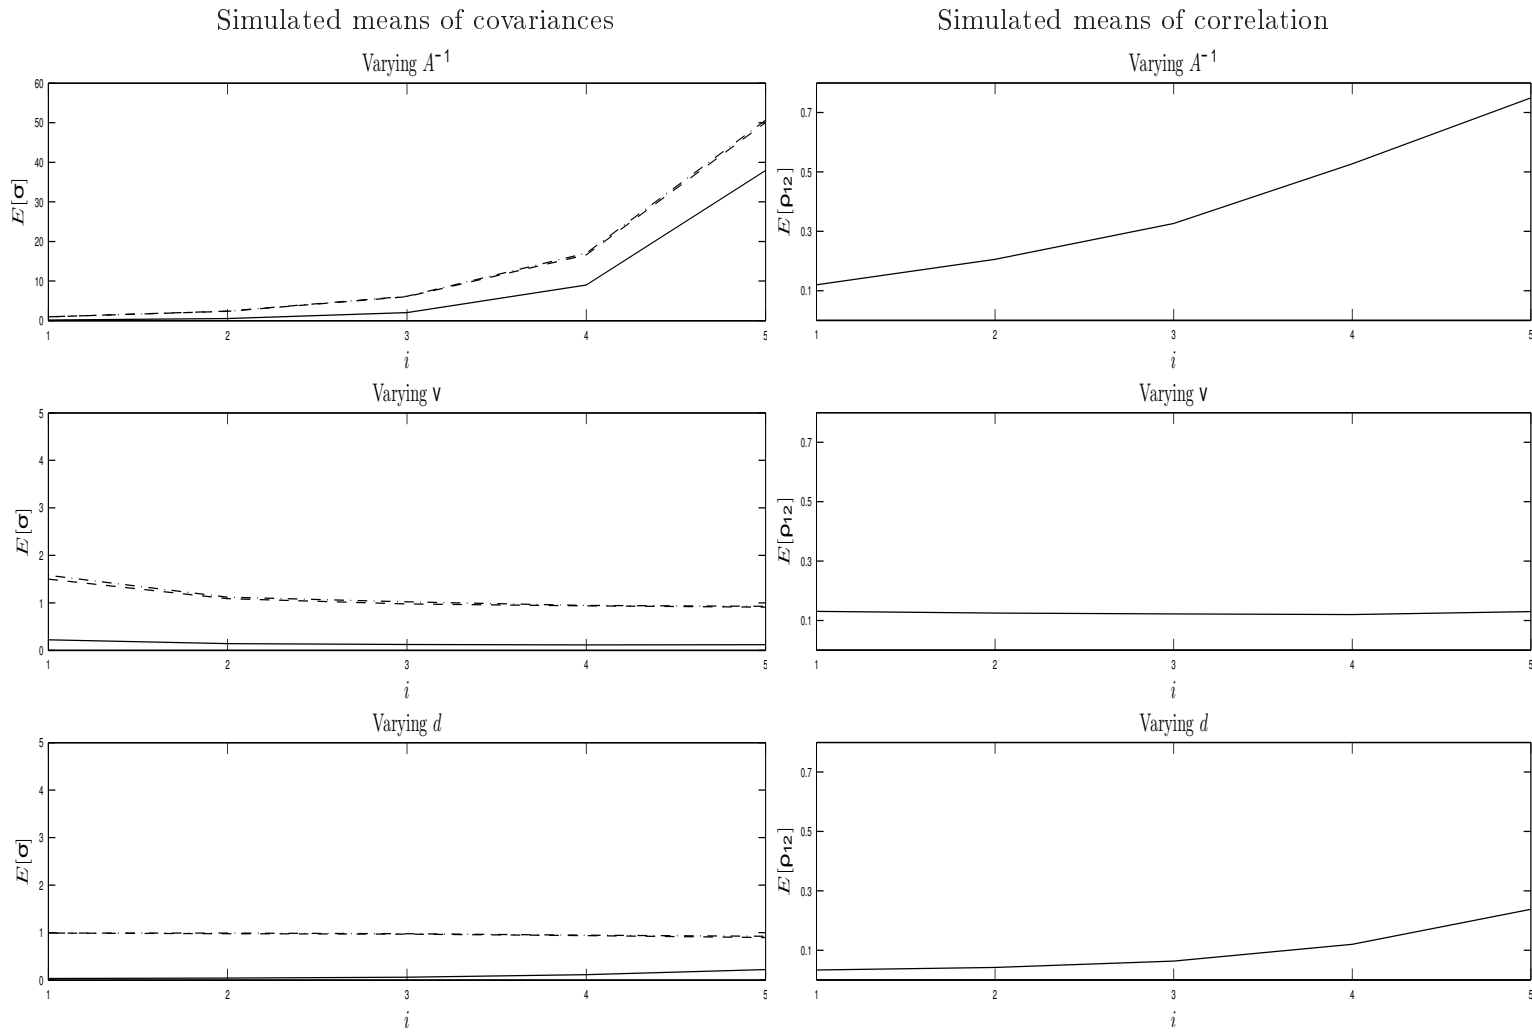 Simulated means of covariances
Simulated means of correlation
Varying A⁻¹
60
50
40
30
20
10
0
E[σ]
1 2 3 4 5
i
Varying A⁻¹
0.7
0.5
0.3
0.1
E[ρ₁₂]
1 2 3 4 5
i
Varying ν
5
4
3
2
1
0
E[σ]
1 2 3 4 5
i
Varying ν
0.7
0.5
0.3
0.1
E[ρ₁₂]
1 2 3 4 5
i
Varying d
5
4
3
2
1
0
E[σ]
1 2 3 4 5
i
Varying d
0.7
0.5
0.3
0.1
E[ρ₁₂]
1 2 3 4 5
i